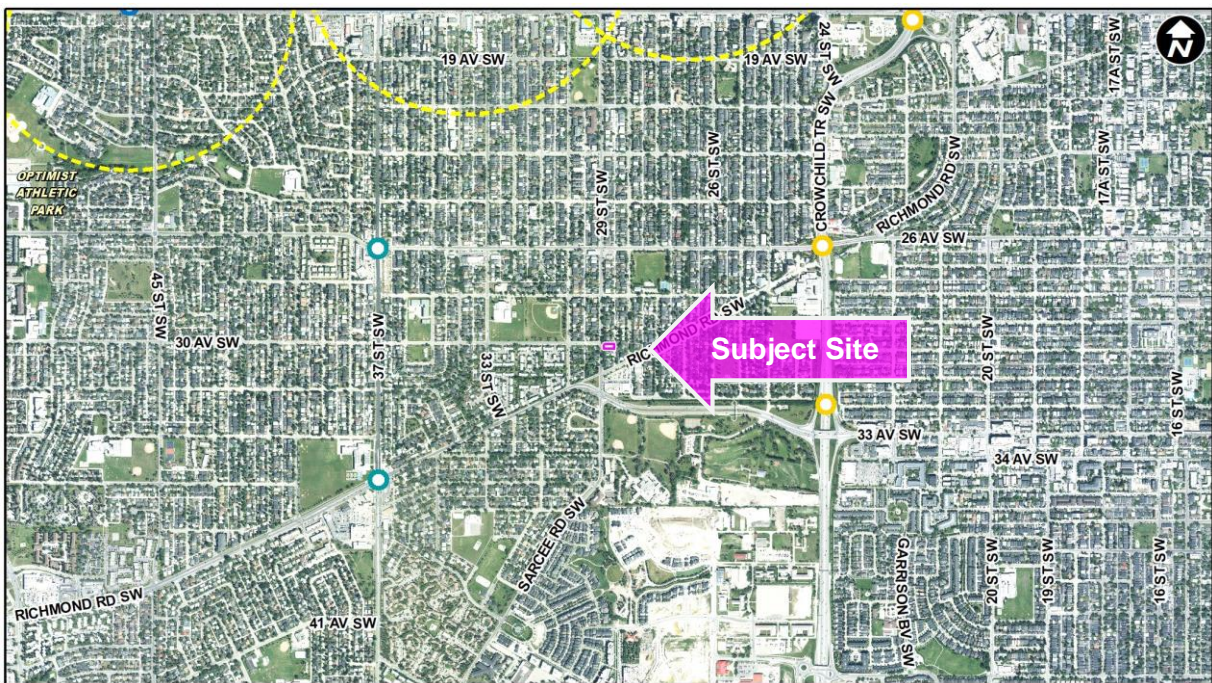 19 AV SW
19 AV SW
24 ST SW
17A ST SW
N
CROWCHILD TR SW
26 ST SW
29 ST SW
17A ST SW
RICHMOND RD SW
OPTIMIST
ATHLETIC
PARK
26 AV SW
45 ST SW
30 AV SW
37 ST SW
33 ST SW
RICHMOND RD SW
Subject Site
20 ST SW
16 ST SW
33 AV SW
34 AV SW
SARCEE RD SW
RICHMOND RD SW
41 AV SW
GARRISON BV SW
20 ST SW
19 ST SW
16 ST SW